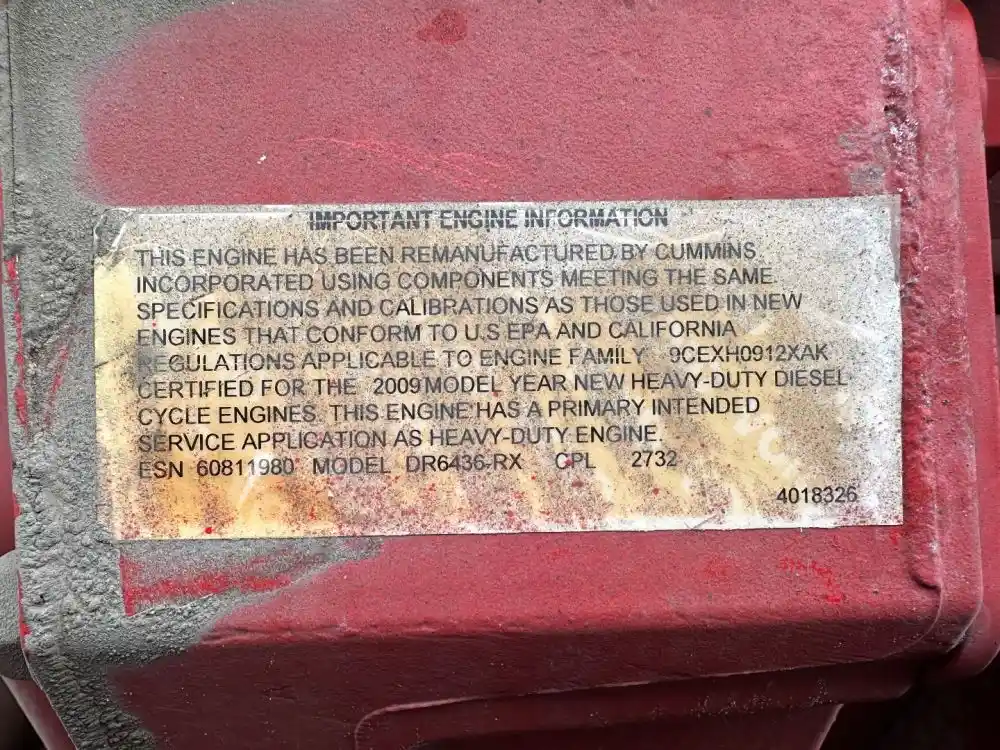 IMPORTANT ENGINE INFORMATION
THIS ENGINE HAS BEEN REMANUFACTURED BY CUMMINS
INCORPORATED USING COMPONENTS MEETING THE SAME
SPECIFICATIONS AND CALIBRATIONS AS THOSE USED IN NEW
ENGINES THAT CONFORM TO U.S EPA AND CALIFORNIA
REGULATIONS APPLICABLE TO ENGINE FAMILY 9CEXH0912XAK
CERTIFIED FOR THE 2009 MODEL YEAR NEW HEAVY-DUTY DIESEL
CYCLE ENGINES. THIS ENGINE HAS A PRIMARY INTENDED
SERVICE APPLICATION AS HEAVY-DUTY ENGINE.
ESN 60811980 MODEL DR6436-RX CPL 2732
4018326